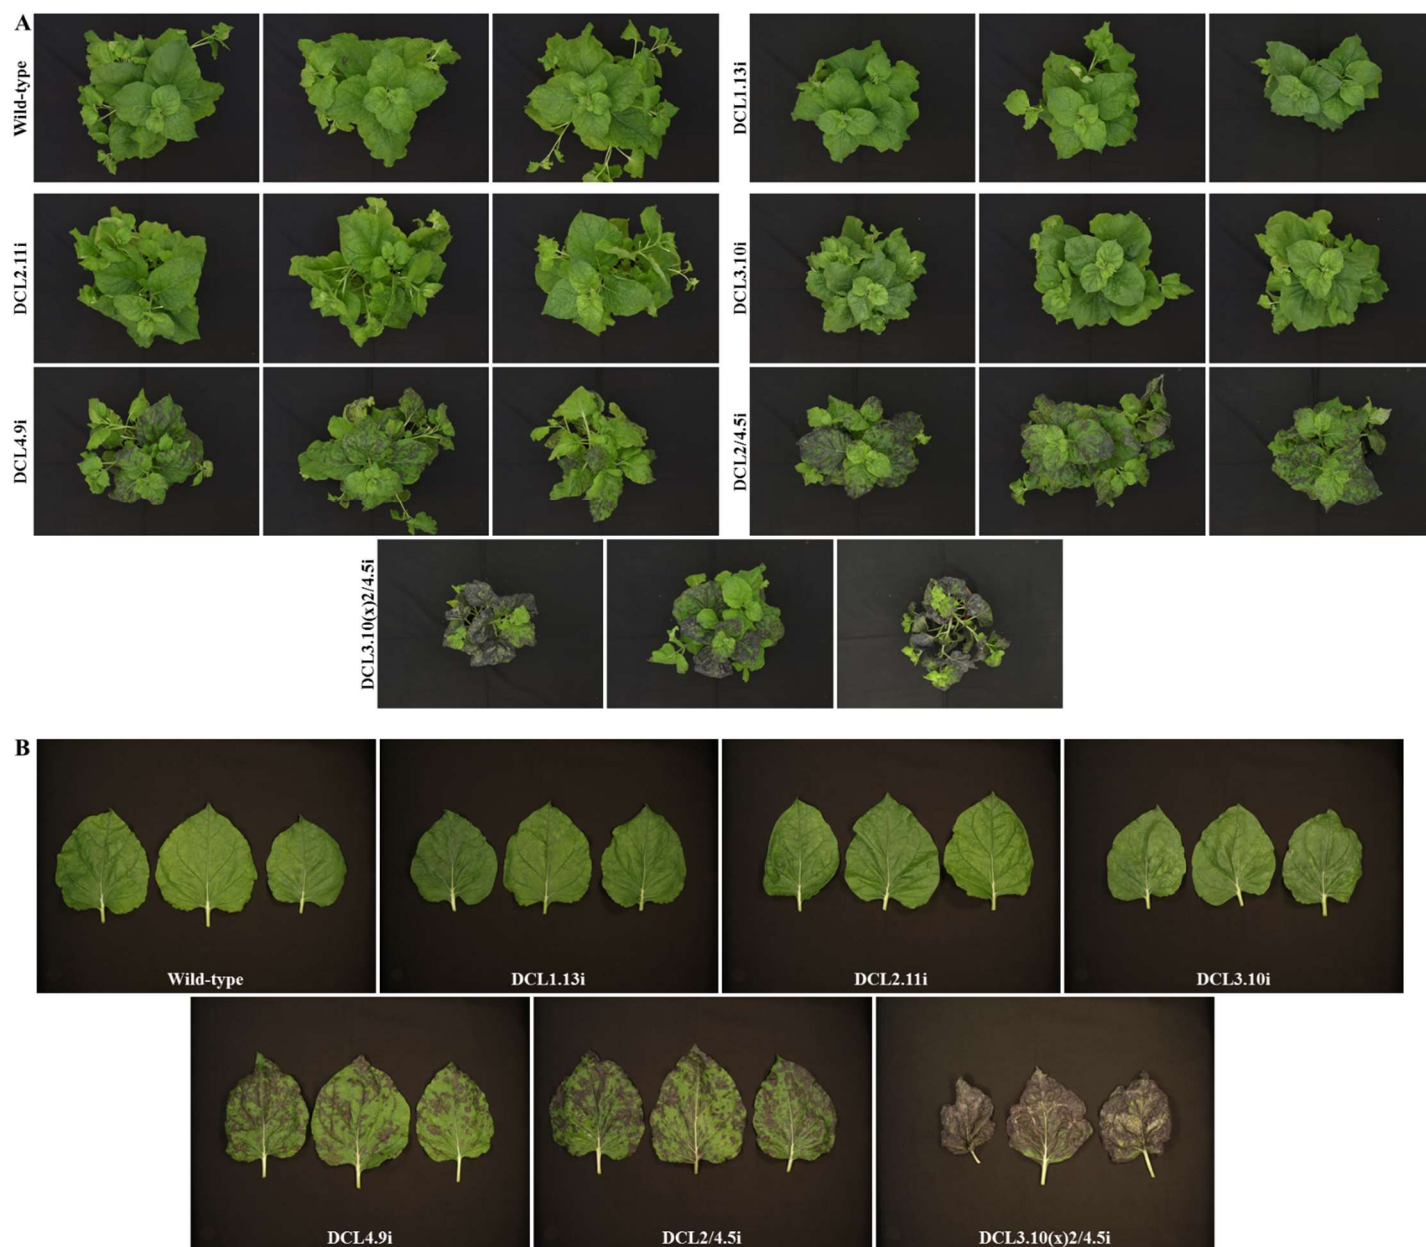 A
Wild-type
DCL1.13i
DCL2.11i
DCL3.10i
DCL4.9i
DCL2/4.5i
DCL3.10(x)2/4.5i
B
Wild-type
DCL1.13i
DCL2.11i
DCL3.10i
DCL4.9i
DCL2/4.5i
DCL3.10(x)2/4.5i